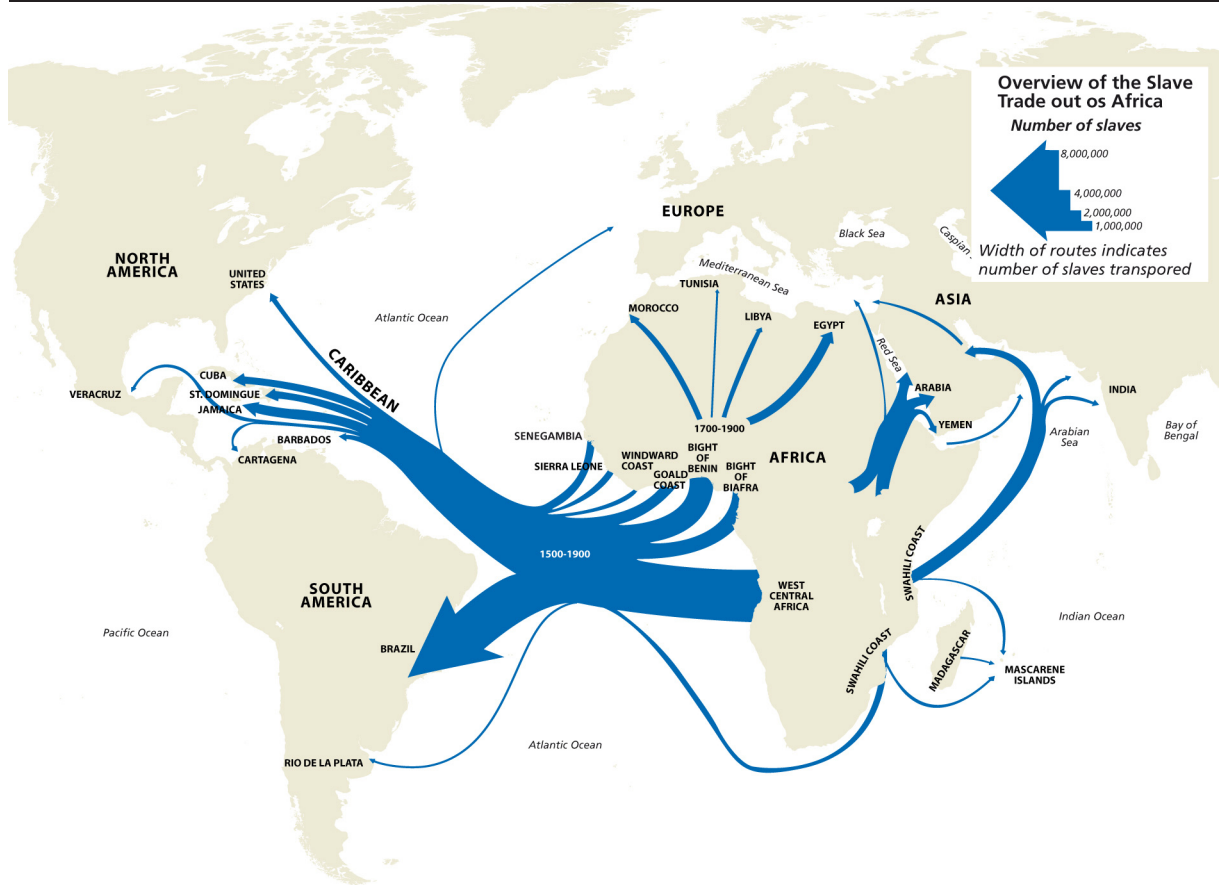 Overview of the Slave
Trade out os Africa
Number of slaves
8,000,000
4,000,000
2,000,000
1,000,000
Width of routes indicates
number of slaves transpored
EUROPE
Black Sea
Caspian
Mediterranean Sea
NORTH
AMERICA
UNITED
STATES
Atlantic Ocean
TUNISIA
MOROCCO
LIBYA
EGYPT
ASIA
Red Sea
CARIBBEAN
CUBA
ST. DOMINGUE
JAMAICA
VERACRUZ
BARBADOS
CARTAGENA
ARABIA
YEMEN
INDIA
Arabian
Sea
Bay of
Bengal
1700-1900
SENEGAMBIA
SIERRA LEONE
WINDWARD
COAST
GOALD
COAST
BIGHT
OF
BENIN
BIGHT
OF
BIAFRA
AFRICA
1500-1900
WEST
CENTRAL
AFRICA
SWAHILI COAST
SOUTH
AMERICA
Pacific Ocean
BRAZIL
Indian Ocean
SWAHILI COAST
MADAGASCAR
MASCARENE
ISLANDS
Atlantic Ocean
RIO DE LA PLATA